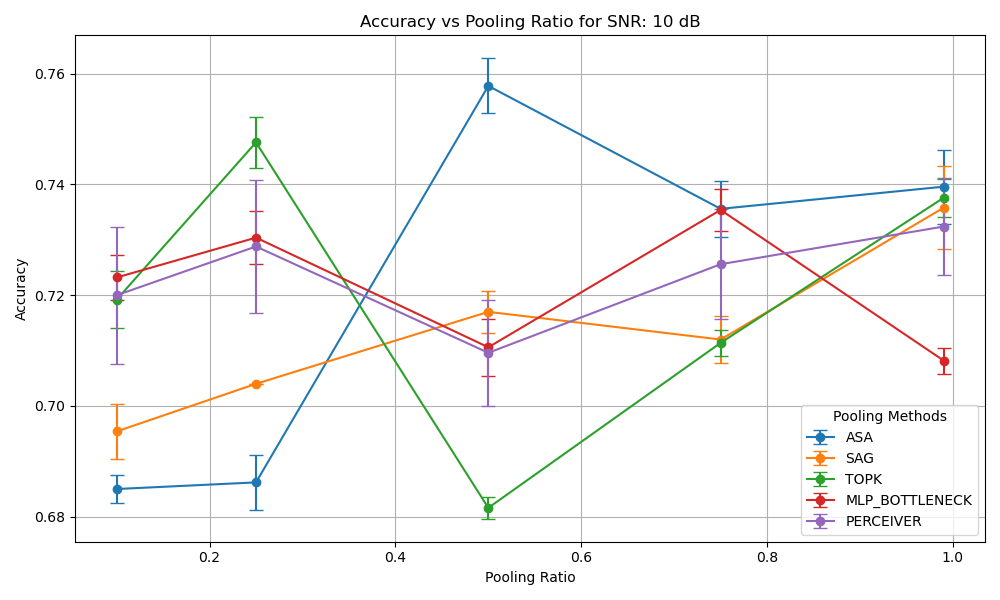 Accuracy vs Pooling Ratio for SNR: 10 dB
0.76
0.74
0.72
0.70
0.68
Accuracy
0.2
0.4
0.6
0.8
1.0
Pooling Ratio
Pooling Methods
ASA
SAG
TOPK
MLP_BOTTLENECK
PERCEIVER